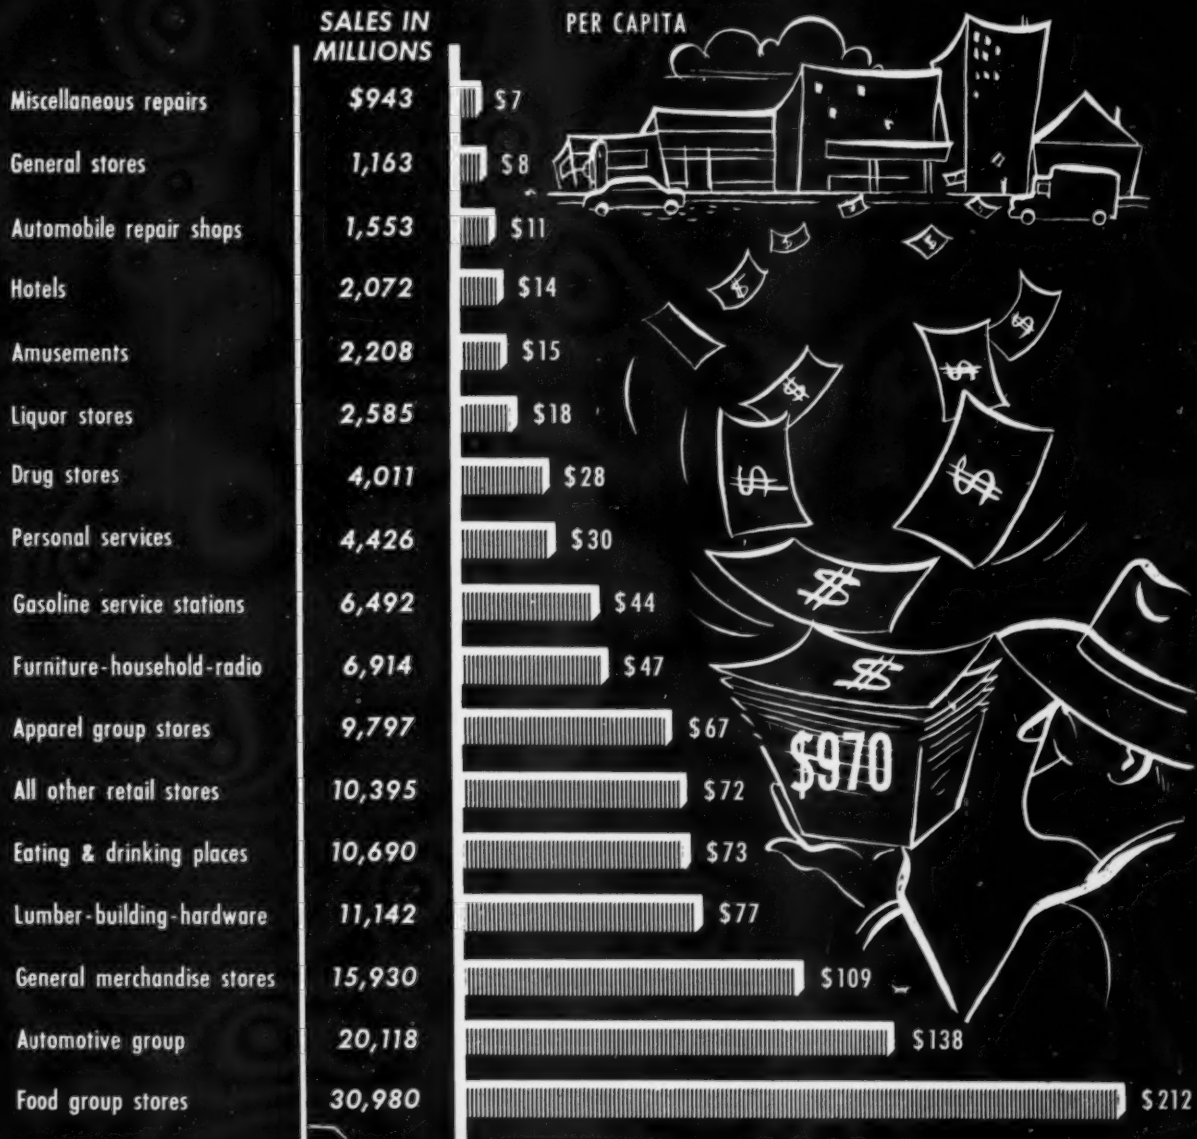 SALES IN
MILLIONS
PER CAPITA
Miscellaneous repairs $943 $7
General stores 1,163 $8
Automobile repair shops 1,553 $11
Hotels 2,072 $14
Amusements 2,208 $15
Liquor stores 2,585 $18
Drug stores 4,011 $28
Personal services 4,426 $30
Gasoline service stations 6,492 $44
Furniture-household-radio 6,914 $47
Apparel group stores 9,797 $67
All other retail stores 10,395 $72
Eating & drinking places 10,690 $73
Lumber-building-hardware 11,142 $77
General merchandise stores 15,930 $109
Automotive group 20,118 $138
Food group stores 30,980 $212
$
$
$
$
$
$
$
$
$
$
$
$970